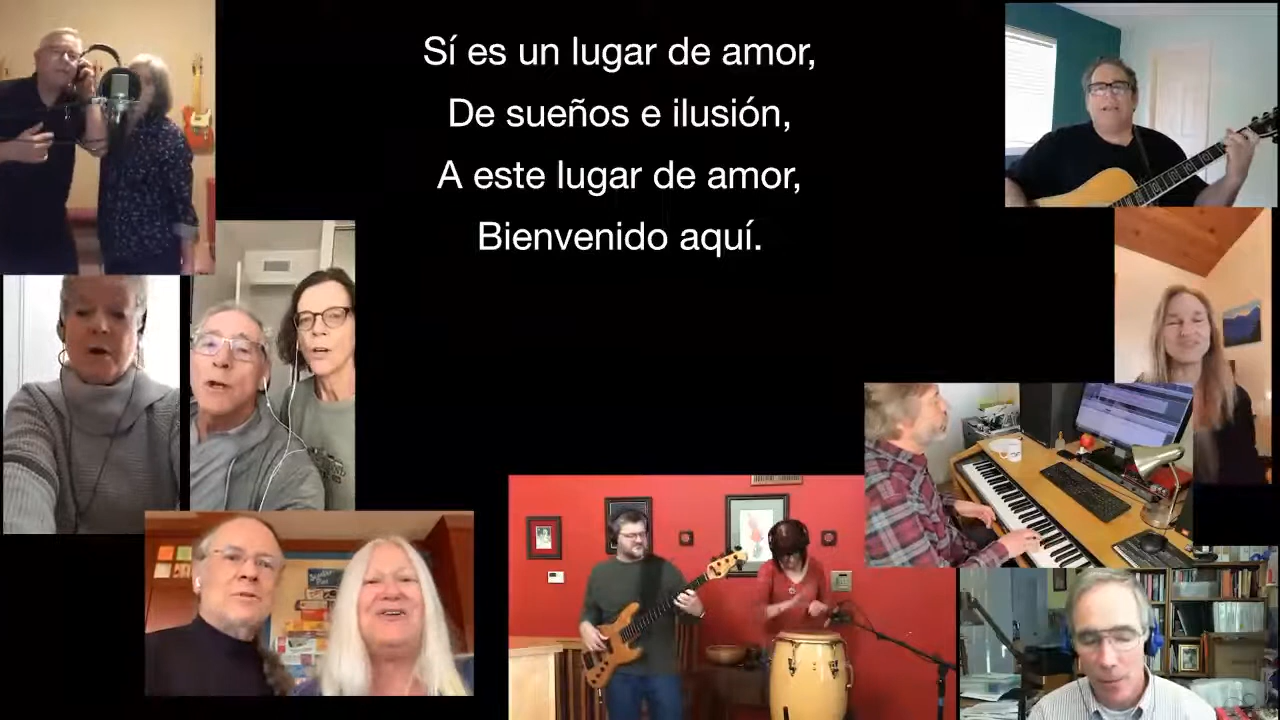 Sí es un lugar de amor,
De sueños e ilusión,
A este lugar de amor,
Bienvenido aquí.